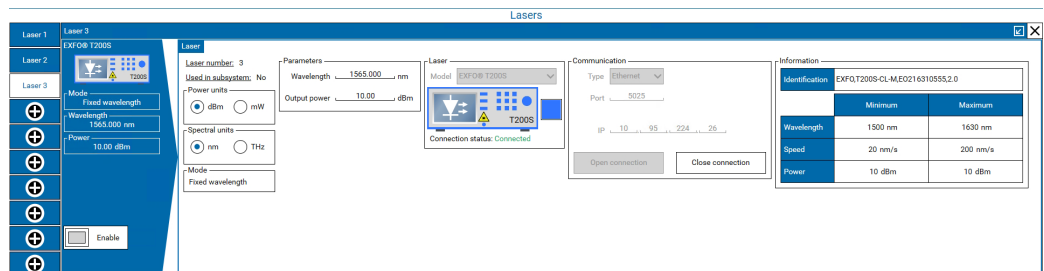 Lasers
Laser 1
Laser 2
Laser 3
Laser 3
EXFO® T200S
T200S
Mode
Fixed wavelength
Wavelength
1565.000 nm
Power
10.00 dBm
Enable
Laser
Laser number: 3
Used in subsystem: No
Power units
dBm mW
Spectral units
nm THz
Mode
Fixed wavelength
Parameters
Wavelength 1565.000 nm
Output power 10.00 dBm
Laser
Model EXFO® T200S
T200S
Connection status: Connected
Communication
Type Ethernet
Port 5025
IP 10 . 95 . 224 . 26
Open connection Close connection
Information
Identification EXFO,T200S-CL-M,EO216310555,2.0
Minimum Maximum
Wavelength 1500 nm 1630 nm
Speed 20 nm/s 200 nm/s
Power 10 dBm 10 dBm